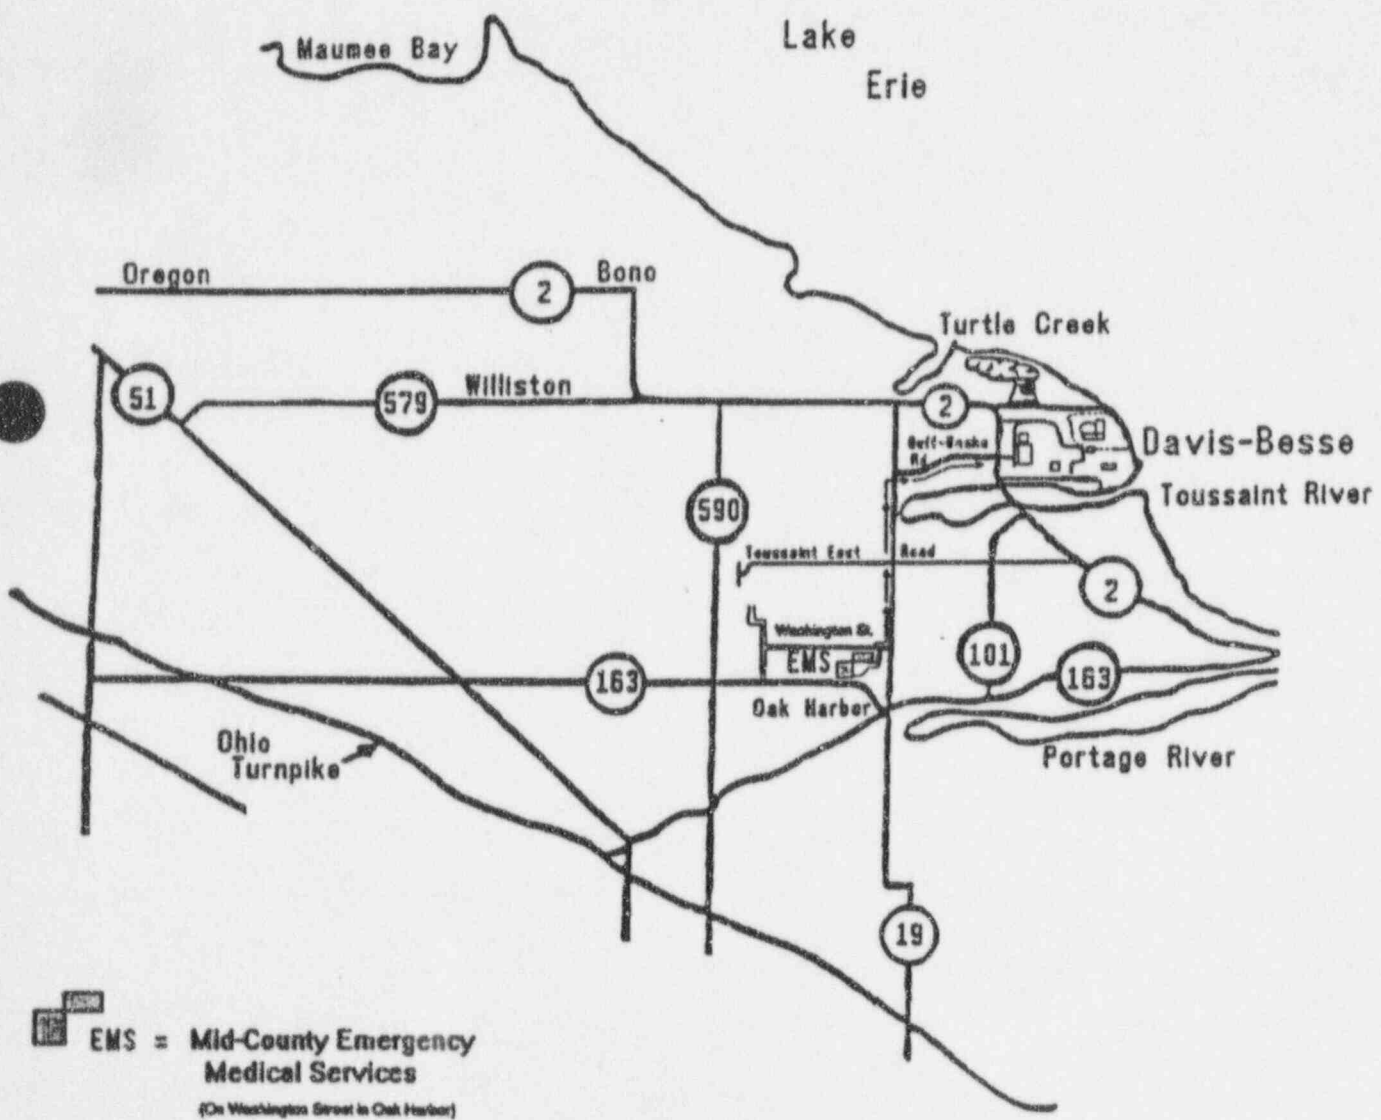 Lake
Erie
Maumee Bay
Oregon
2
Bono
Turtle Creek
51
579
Williston
2
Davis-Besse
Rd.
590
Toussaint River
Toussaint East Road
2
Washington St.
EMS
101
163
163
Oak Harbor
Portage River
Ohio
Turnpike
19
EMS = Mid-County Emergency
Medical Services
(On Washington Street in Oak Harbor)